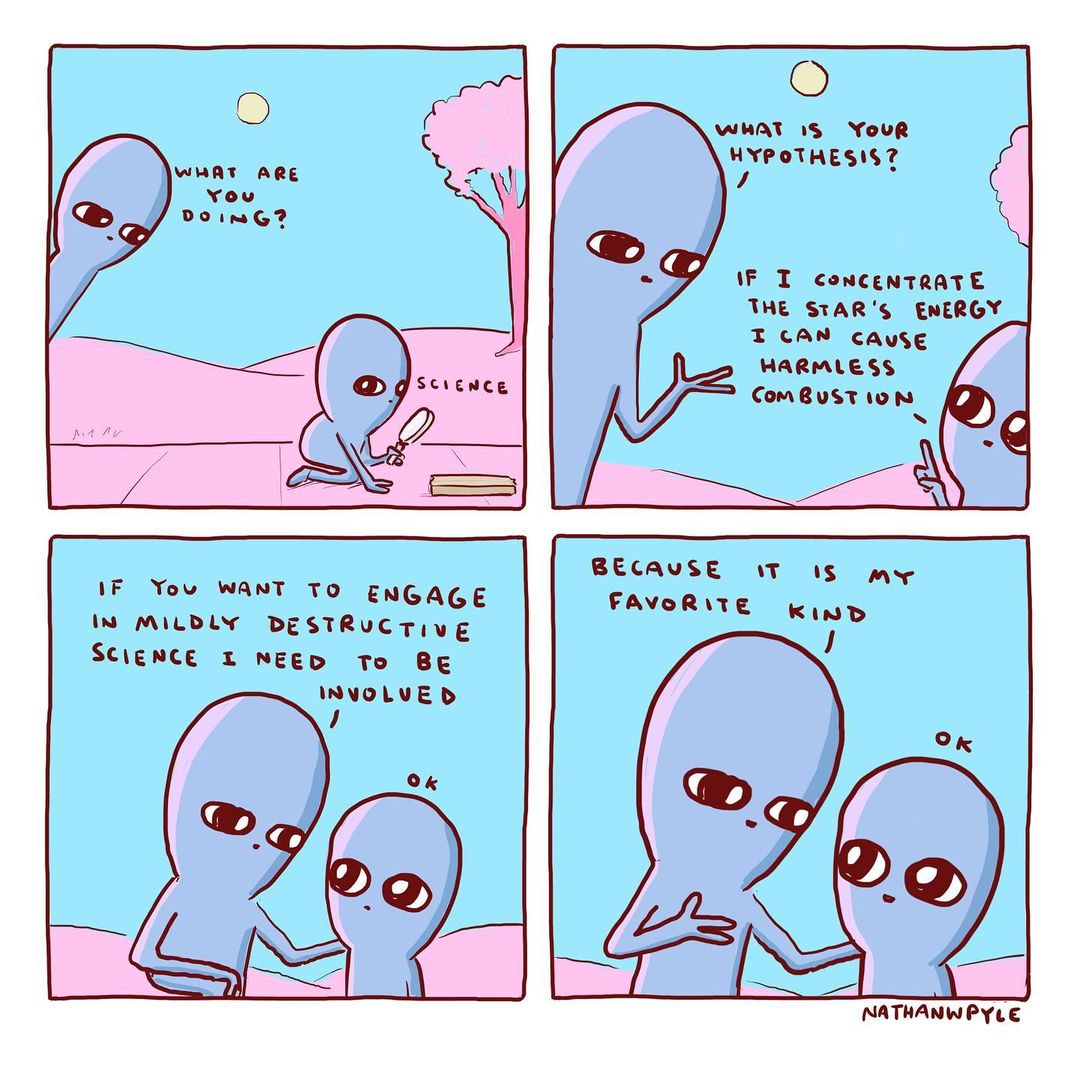 WHAT ARE
YOU
DOING?
SCIENCE
WHAT IS YOUR
HYPOTHESIS?
IF I CONCENTRATE
THE STAR'S ENERGY
I CAN CAUSE
HARMLESS
COMBUSTION
IF YOU WANT TO ENGAGE
IN MILDLY DESTRUCTIVE
SCIENCE I NEED TO BE
INVOLVED
OK
BECAUSE IT IS MY
FAVORITE KIND
OK
NATHANWPYLE